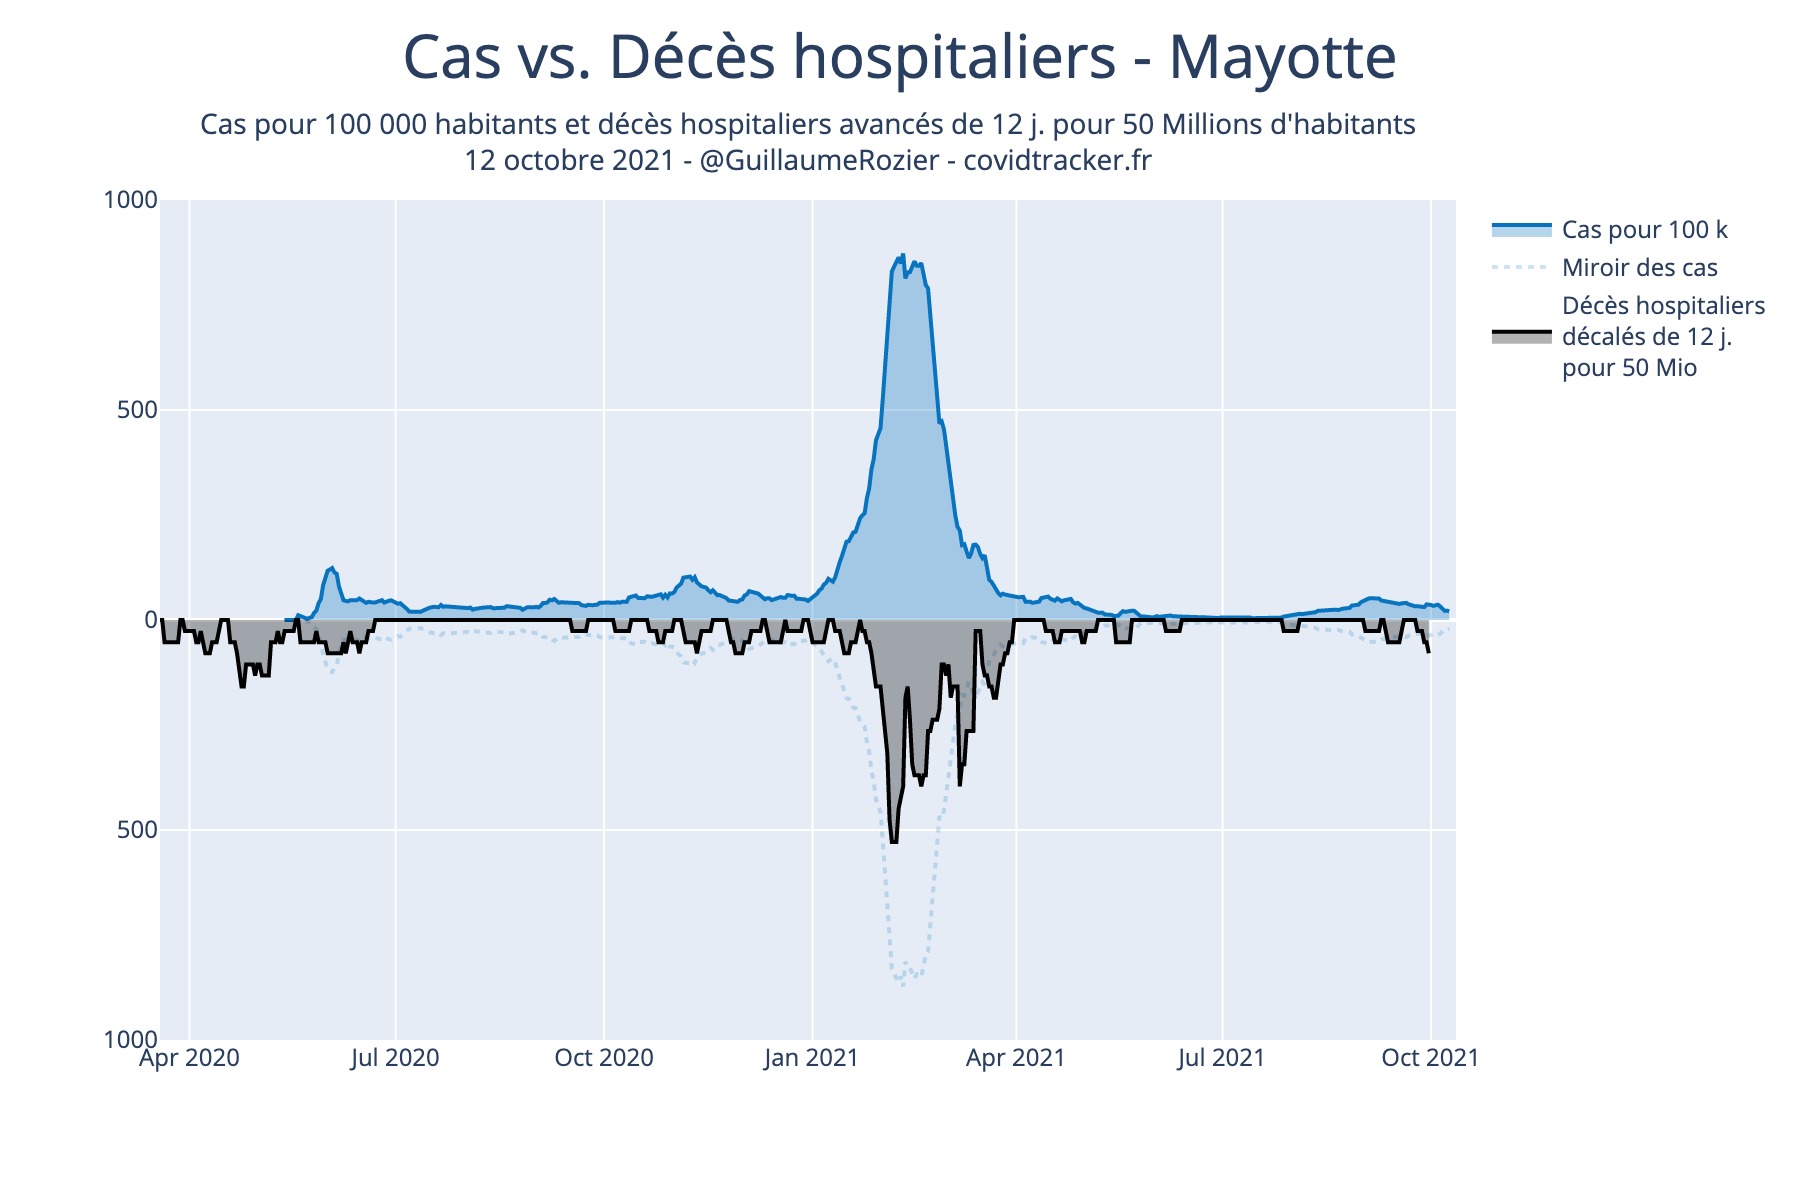 Cas vs. Décès hospitaliers - Mayotte
Cas pour 100 000 habitants et décès hospitaliers avancés de 12 j. pour 50 Millions d'habitants
12 octobre 2021 - @GuillaumeRozier - covidtracker.fr
Cas pour 100 k
Miroir des cas
Décès hospitaliers
décalés de 12 j.
pour 50 Mio
1000
500
0
500
1000
Apr 2020
Jul 2020
Oct 2020
Jan 2021
Apr 2021
Jul 2021
Oct 2021